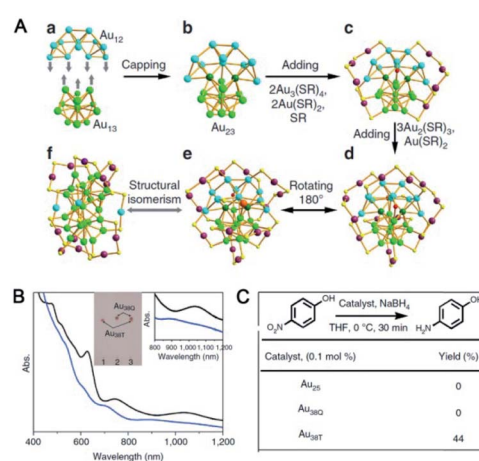 A
a
b
c
Au12
Au13
Capping
Au23
Adding
2Au3(SR)4,
2Au(SR)2,
SR
Adding
3Au2(SR)3,
Au(SR)2
f
e
d
Structural
isomerism
Rotating
180°
B
Abs.
Au38Q
Au38T
1 2 3
Abs.
800 900 1,000 1,100 1,200
Wavelength (nm)
400 600 800 1,000 1,200
Wavelength (nm)
C
OH
O2N
Catalyst, NaBH4
THF, 0 °C, 30 min
OH
H2N
Catalyst, (0.1 mol %) Yield (%)
Au25 0
Au38Q 0
Au38T 44